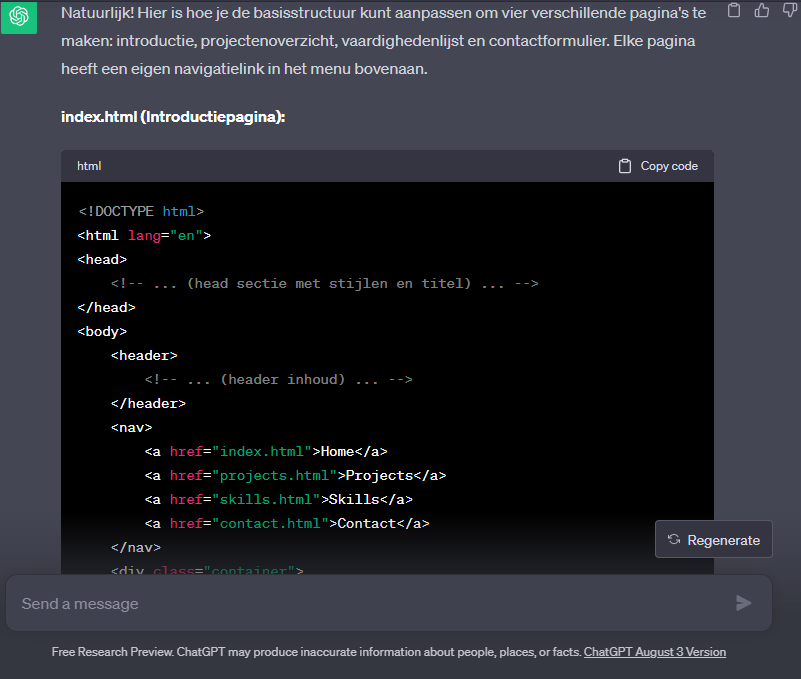 Natuurlijk! Hier is hoe je de basisstructuur kunt aanpassen om vier verschillende pagina's te
maken: introductie, projectenoverzicht, vaardighedenlijst en contactformulier. Elke pagina
heeft een eigen navigatielink in het menu bovenaan.
index.html (Introductiepagina):
html Copy code
<!DOCTYPE html>
<html lang="en">
<head>
    <!-- ... (head sectie met stijlen en titel) ... -->
</head>
<body>
    <header>
        <!-- ... (header inhoud) ... -->
    </header>
    <nav>
        <a href="index.html">Home</a>
        <a href="projects.html">Projects</a>
        <a href="skills.html">Skills</a>
        <a href="contact.html">Contact</a>
    </nav>
    <div class="container">
Regenerate
Send a message
Free Research Preview. ChatGPT may produce inaccurate information about people, places, or facts. ChatGPT August 3 Version